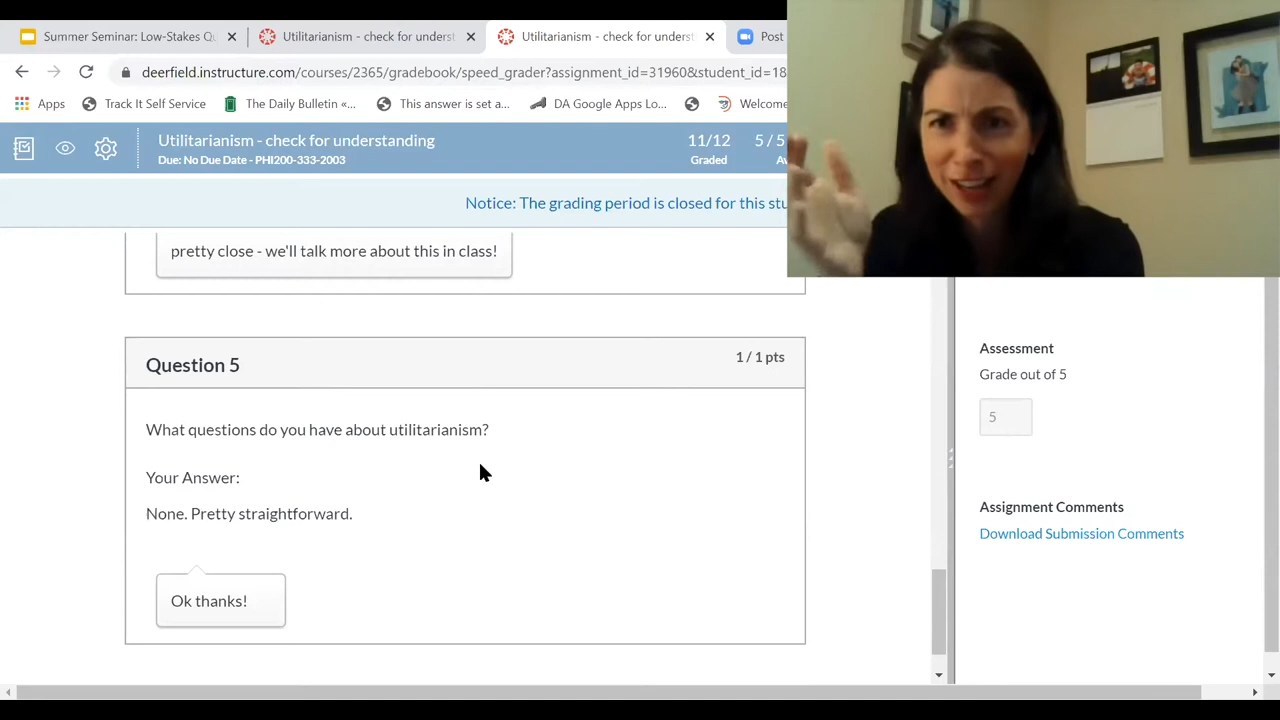 Summer Seminar: Low-Stakes Qu
Utilitarianism - check for underst
Utilitarianism - check for underst
Post
deerfield.instructure.com/courses/2365/gradebook/speed_grader?assignment_id=31960&student_id=18
Apps
Track It Self Service
The Daily Bulletin «...
This answer is set a...
DA Google Apps Lo...
Welcome
Utilitarianism - check for understanding
11/12
5 / 5
Due: No Due Date - PHI200-333-2003
Graded
Av
Notice: The grading period is closed for this stu
pretty close - we'll talk more about this in class!
Question 5
1 / 1 pts
What questions do you have about utilitarianism?
Your Answer:
None. Pretty straightforward.
Ok thanks!
Assessment
Grade out of 5
5
Assignment Comments
Download Submission Comments